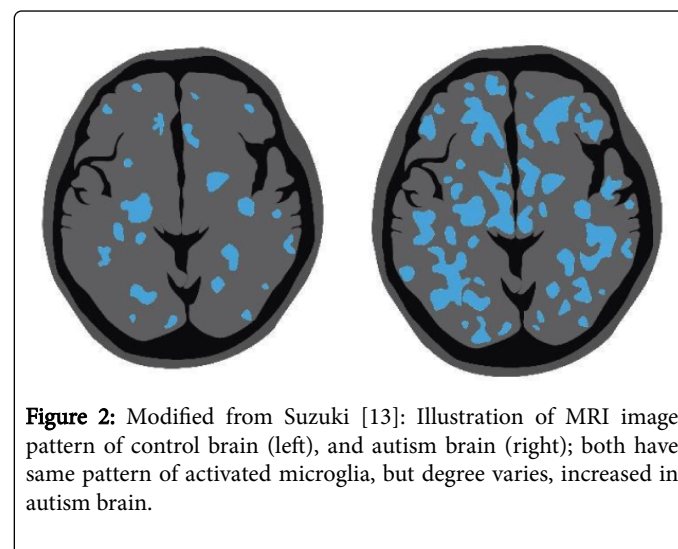 Figure 2: Modified from Suzuki [13]: Illustration of MRI image
pattern of control brain (left), and autism brain (right); both have
same pattern of activated microglia, but degree varies, increased in
autism brain.